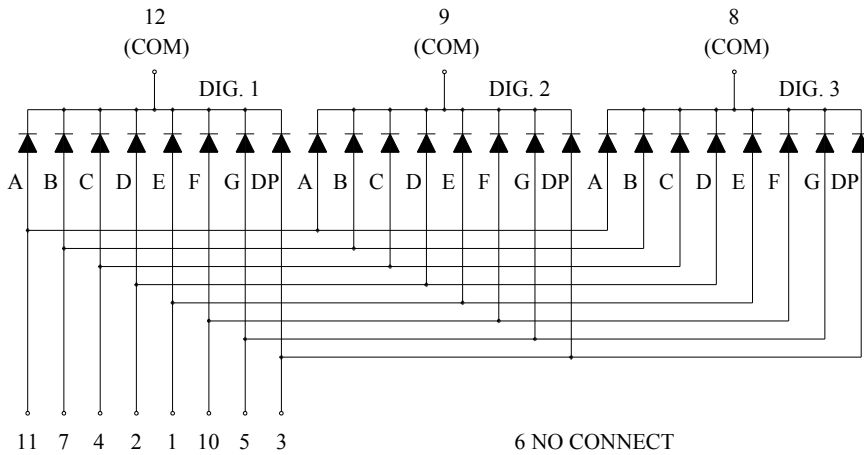 12 9 8
(COM) (COM) (COM)
DIG. 1 DIG. 2 DIG. 3
A B C D E F G DP A B C D E F G DP A B C D E F G DP
11 7 4 2 1 10 5 3 6 NO CONNECT